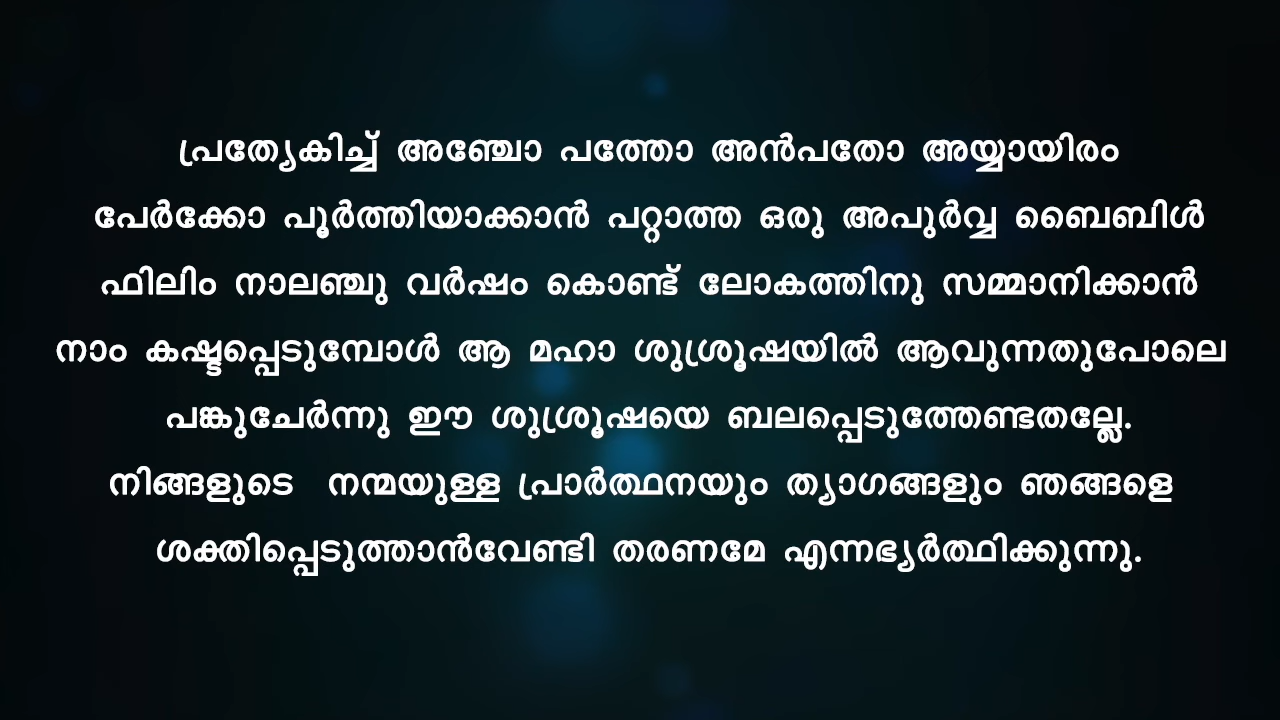 പ്രത്യേകിച്ച് അഞ്ചോ പത്തോ അൻപതോ അയ്യായിരം
പേർക്കോ പൂർത്തിയാക്കാൻ പറ്റാത്ത ഒരു അപുർവ്വ ബൈബിൾ
ഫിലിം നാലഞ്ചു വർഷം കൊണ്ട് ലോകത്തിനു സമ്മാനിക്കാൻ
നാം കഷ്ടപ്പെടുമ്പോൾ ആ മഹാ ശുശ്രൂഷയിൽ ആവുന്നതുപോലെ
പങ്കുചേർന്നു ഈ ശുശ്രൂഷയെ ബലപ്പെടുത്തേണ്ടതല്ലേ.
നിങ്ങളുടെ നന്മയുള്ള പ്രാർത്ഥനയും ത്യാഗങ്ങളും ഞങ്ങളെ
ശക്തിപ്പെടുത്താൻവേണ്ടി തരണമേ എന്നഭ്യർത്ഥിക്കുന്നു.